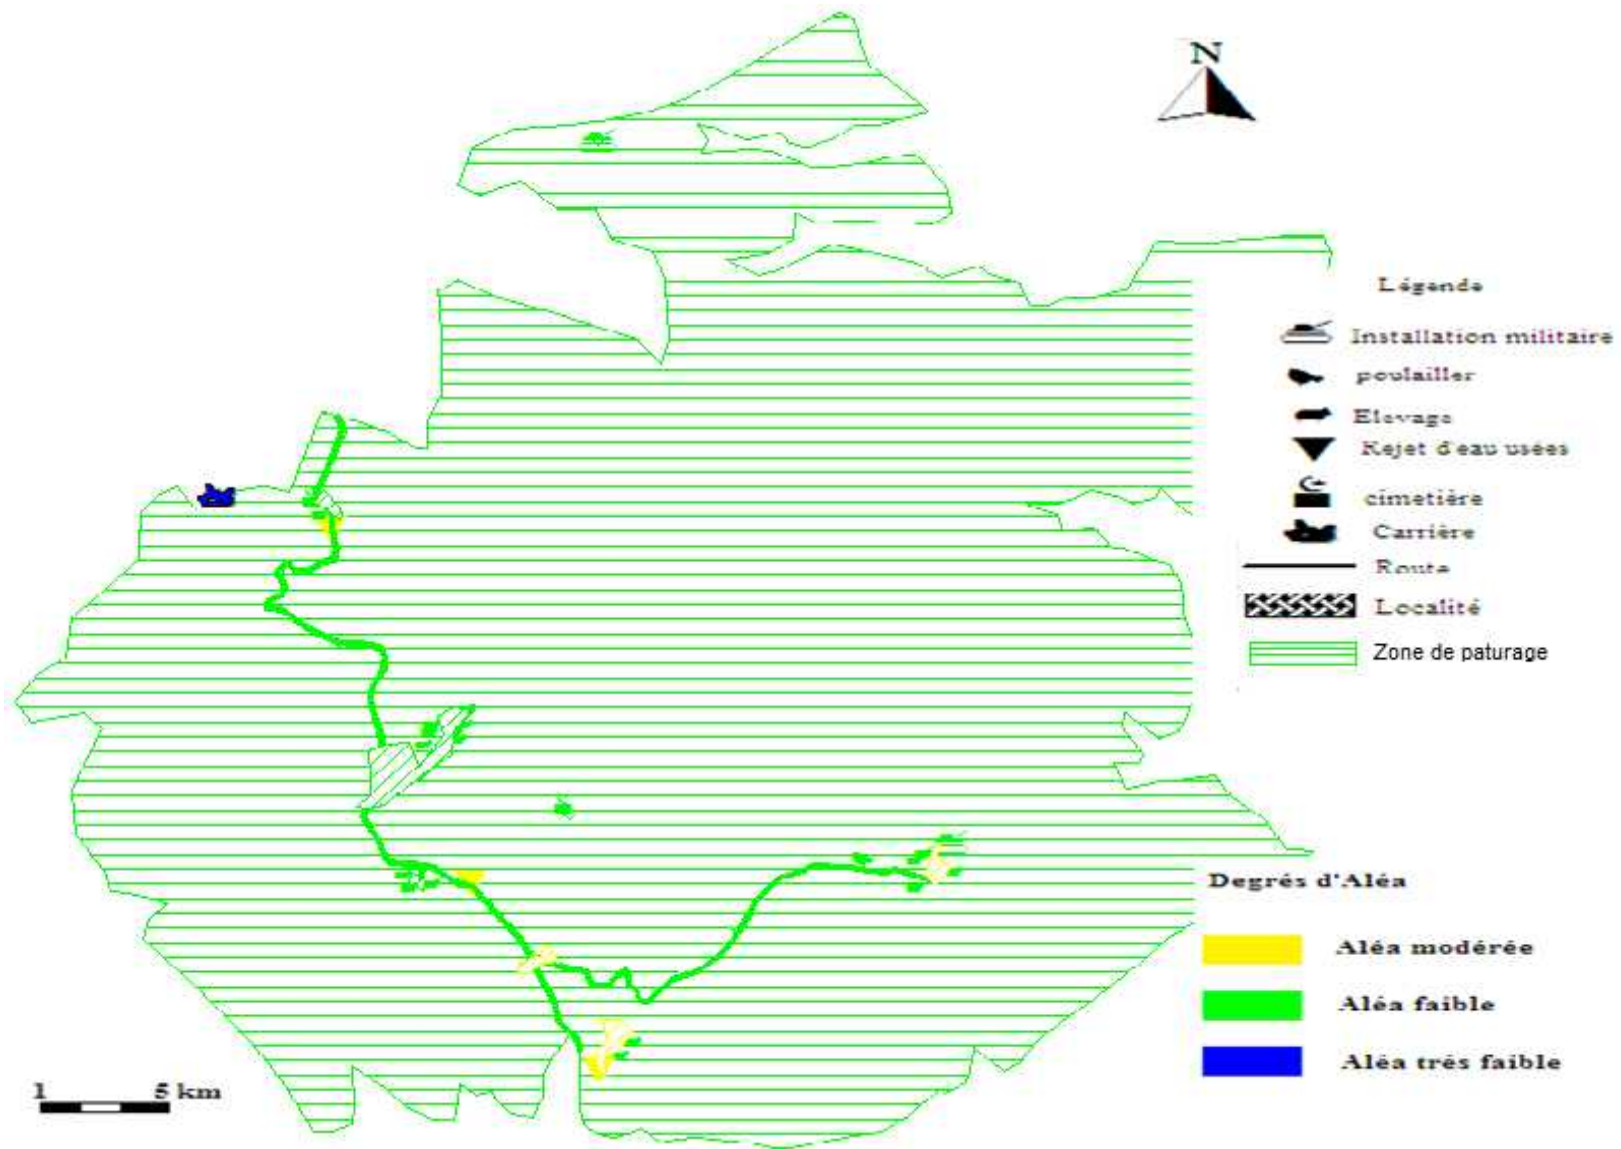 N
Légende
Installation militaire
poulailler
Elevage
Rejet d'eau usées
cimetière
Carrière
Route
Localité
Zone de paturage
Degrés d'Aléa
Aléa modérée
Aléa faible
Aléa trés faible
1 5 km